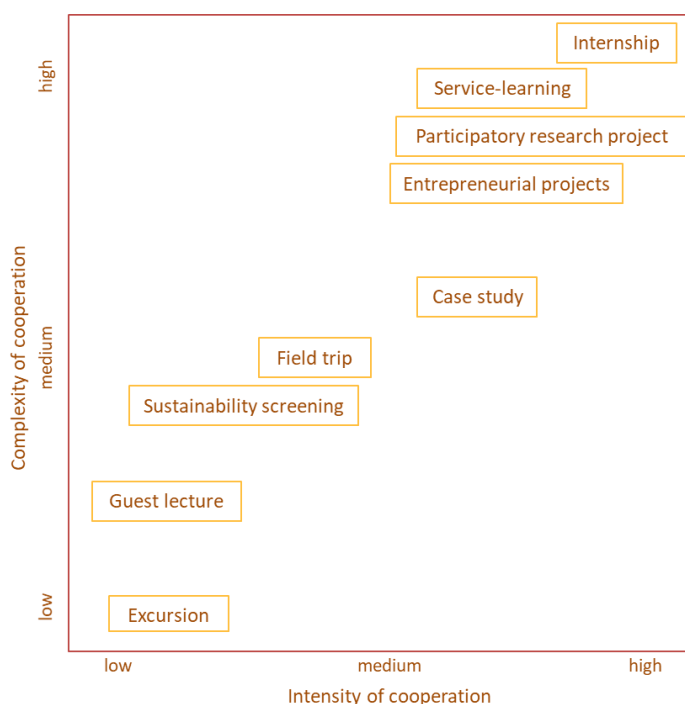 Internship
high
Service-learning
Participatory research project
Entrepreneurial projects
Complexity of cooperation
Case study
medium
Field trip
Sustainability screening
Guest lecture
low
Excursion
low medium high
Intensity of cooperation